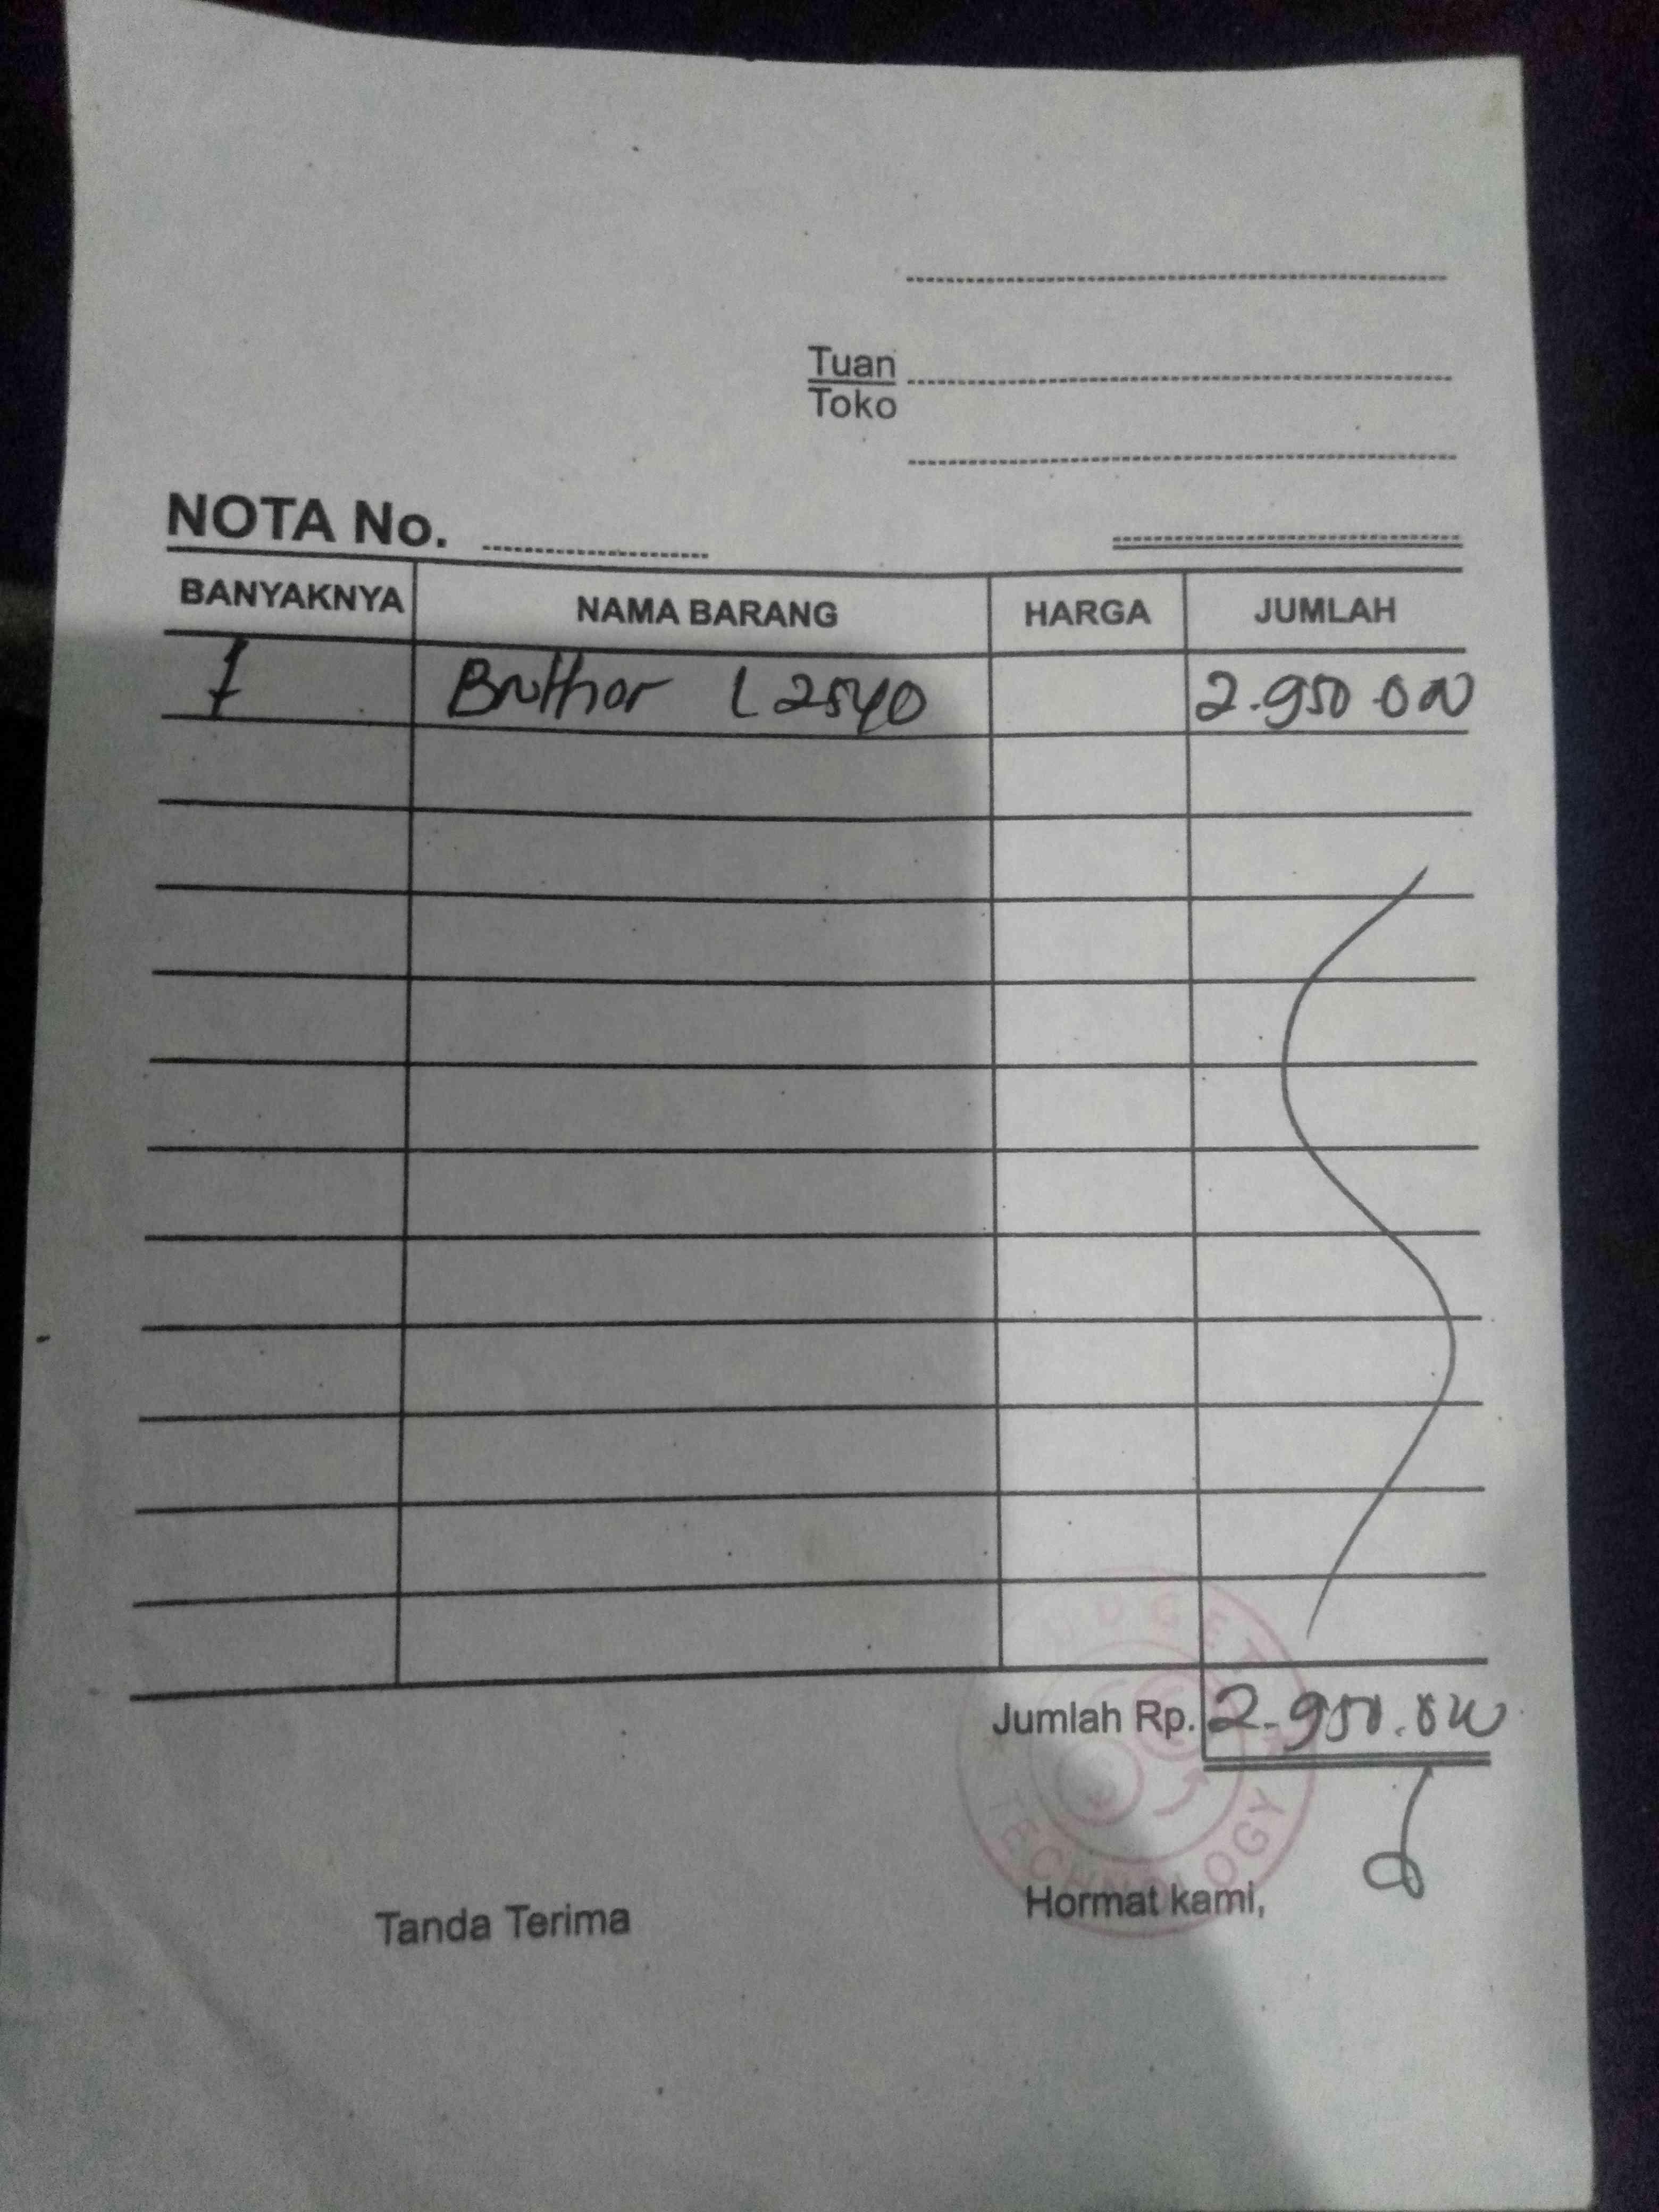 Tuan
Toko
NOTA No.
BANYAKNYA NAMA BARANG HARGA JUMLAH
1 Brother L2540 2.950.000
Jumlah Rp. 2.950.000
TECHNOLOGY
Tanda Terima Hormat kami,